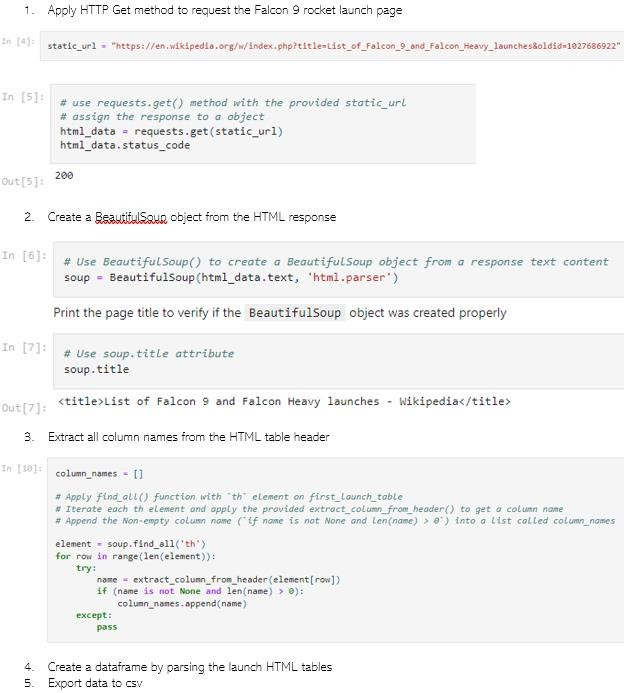 1. Apply HTTP Get method to request the Falcon 9 rocket launch page
In [4]: static_url = "https://en.wikipedia.org/w/index.php?title=List_of_Falcon_9_and_Falcon_Heavy_launches&oldid=1027686922"
In [5]: # use requests.get() method with the provided static_url
# assign the response to a object
html_data = requests.get(static_url)
html_data.status_code
Out[5]: 200
2. Create a BeautifulSoup object from the HTML response
In [6]: # Use BeautifulSoup() to create a BeautifulSoup object from a response text content
soup = BeautifulSoup(html_data.text, 'html.parser')
Print the page title to verify if the BeautifulSoup object was created properly
In [7]: # Use soup.title attribute
soup.title
Out[7]: <title>List of Falcon 9 and Falcon Heavy launches - Wikipedia</title>
3. Extract all column names from the HTML table header
In [10]: column_names = []
# Apply find_all() function with `th` element on first_launch_table
# Iterate each th element and apply the provided extract_column_from_header() to get a column name
# Append the Non-empty column name (`if name is not None and len(name) > 0`) into a list called column_names
element = soup.find_all('th')
for row in range(len(element)):
try:
name = extract_column_from_header(element[row])
if (name is not None and len(name) > 0):
column_names.append(name)
except:
pass
4. Create a dataframe by parsing the launch HTML tables
5. Export data to csv